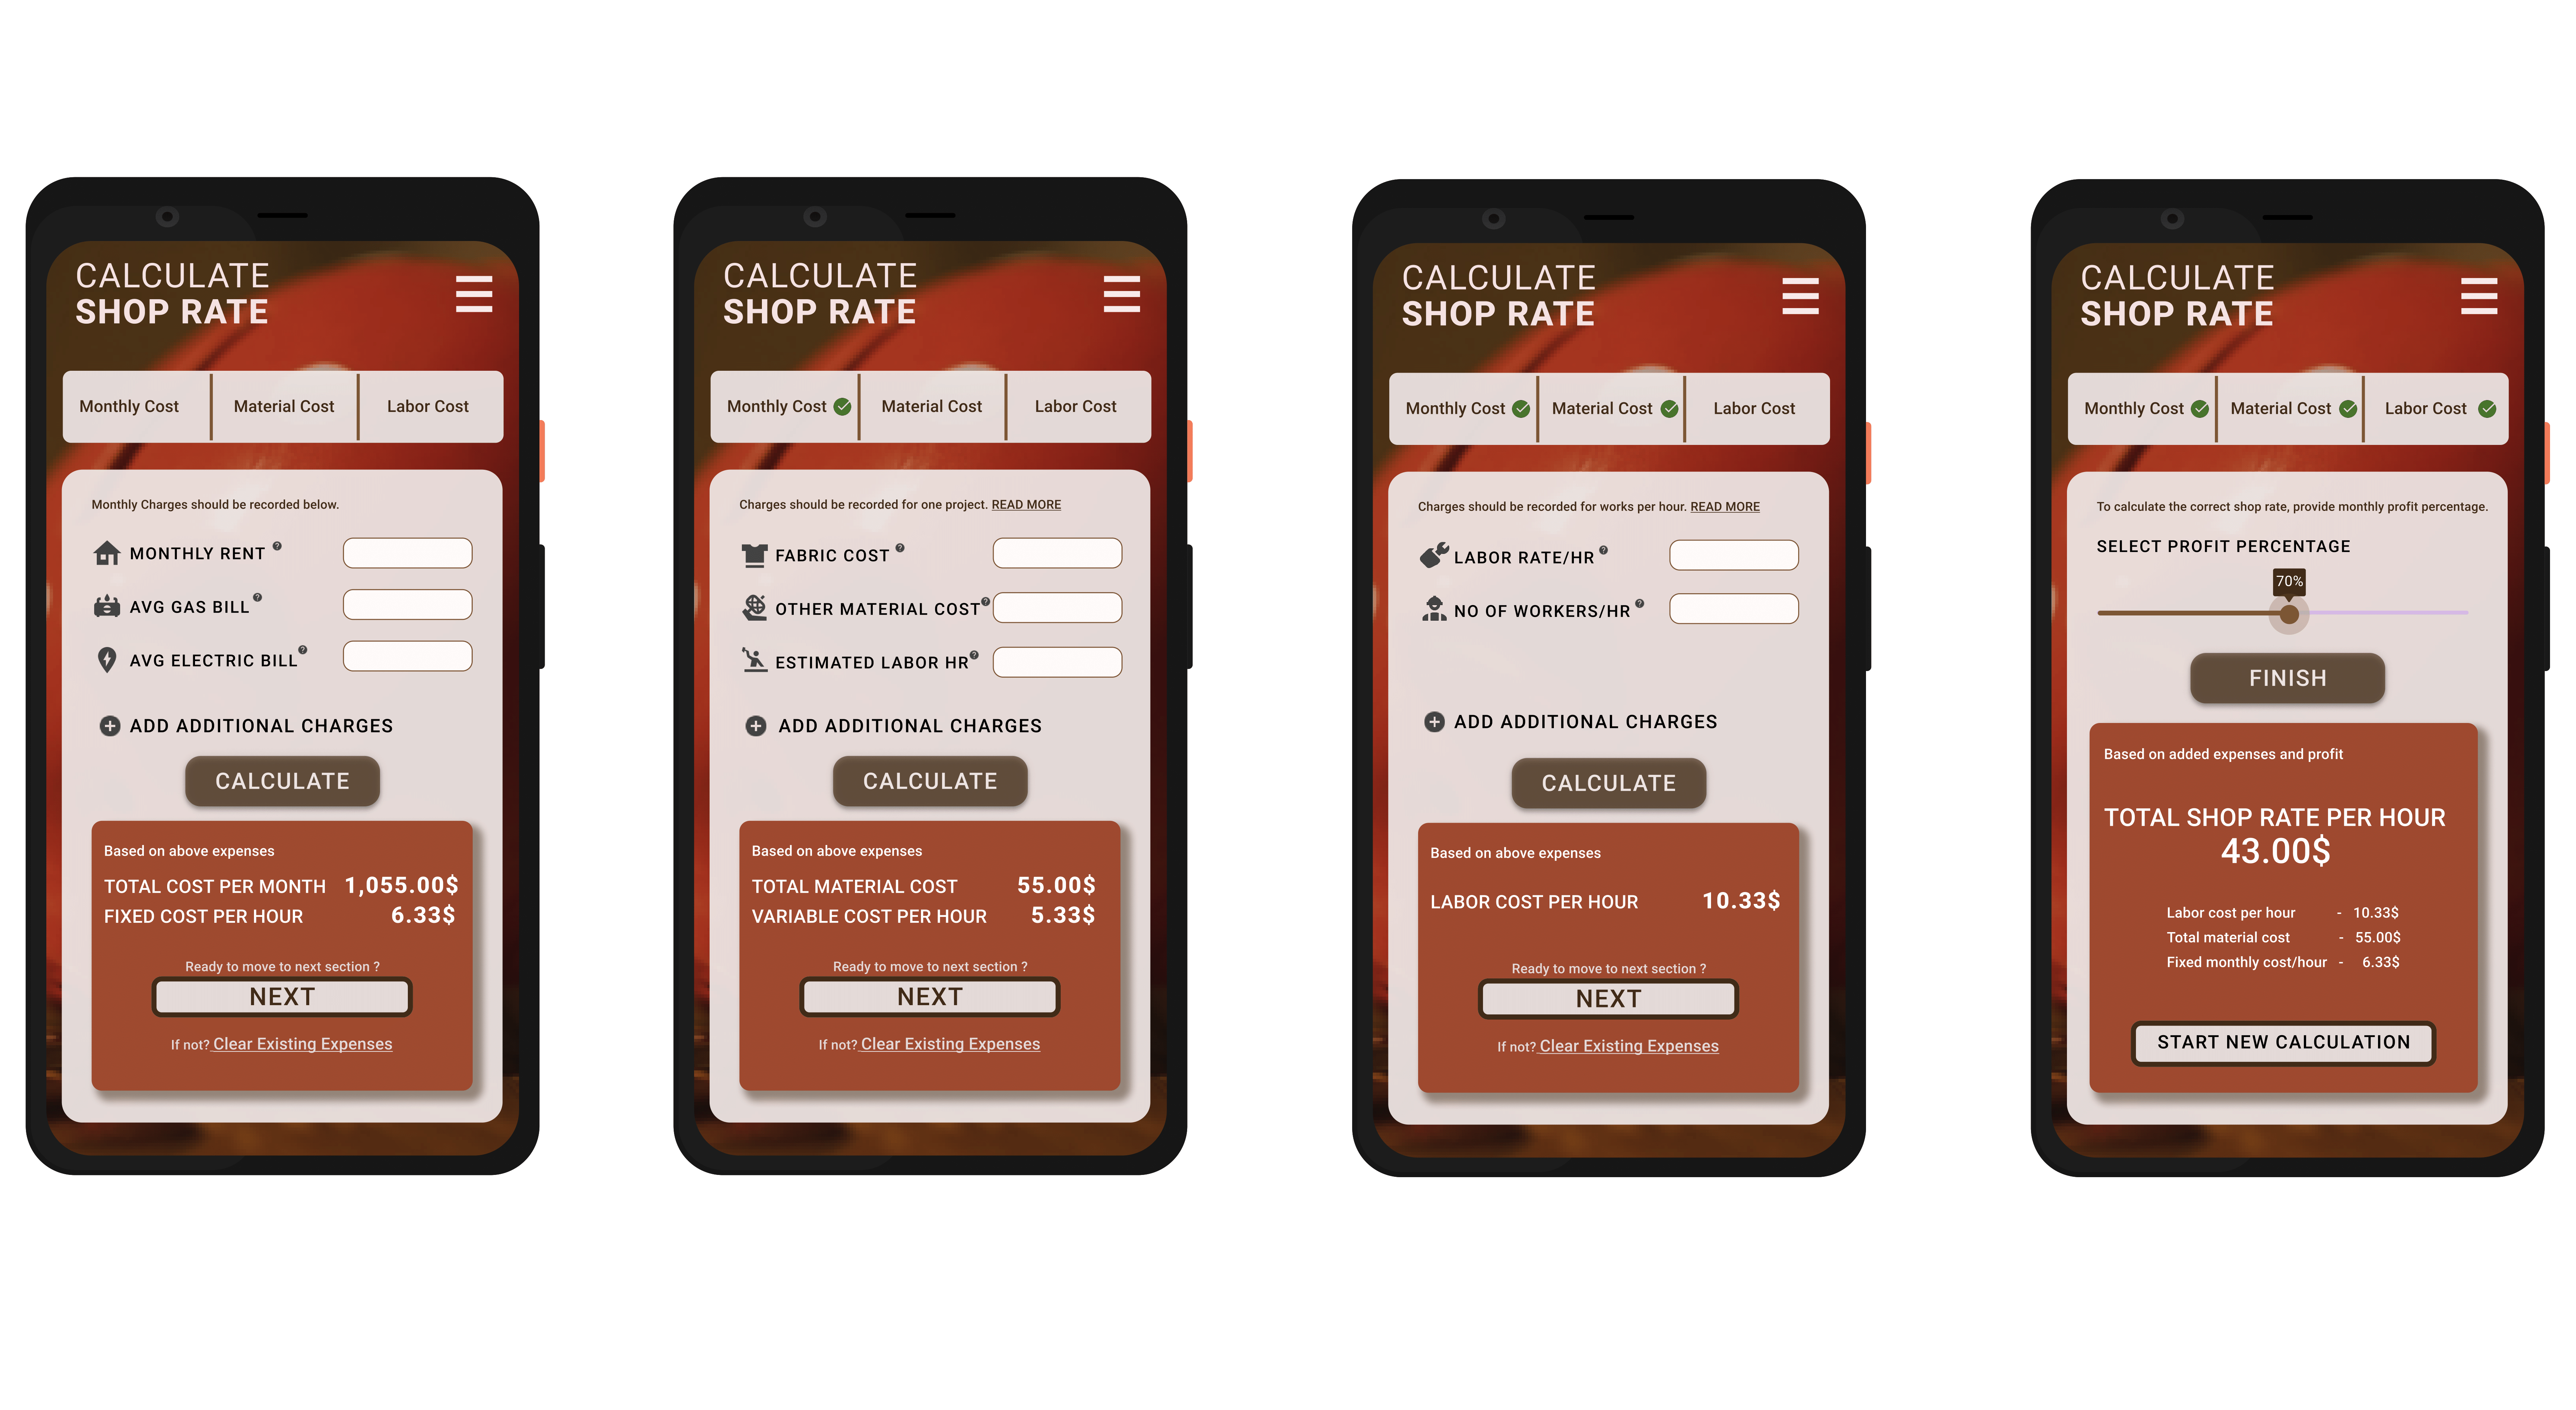 CALCULATE
SHOP RATE
Monthly Cost
Material Cost
Labor Cost
Monthly Charges should be recorded below.
MONTHLY RENT ?
AVG GAS BILL ?
AVG ELECTRIC BILL ?
ADD ADDITIONAL CHARGES
CALCULATE
Based on above expenses
TOTAL COST PER MONTH 1,055.00$
FIXED COST PER HOUR 6.33$
Ready to move to next section ?
NEXT
If not? Clear Existing Expenses
CALCULATE
SHOP RATE
Monthly Cost
Material Cost
Labor Cost
Charges should be recorded for one project. READ MORE
FABRIC COST ?
OTHER MATERIAL COST ?
ESTIMATED LABOR HR ?
ADD ADDITIONAL CHARGES
CALCULATE
Based on above expenses
TOTAL MATERIAL COST 55.00$
VARIABLE COST PER HOUR 5.33$
Ready to move to next section ?
NEXT
If not? Clear Existing Expenses
CALCULATE
SHOP RATE
Monthly Cost
Material Cost
Labor Cost
Charges should be recorded for works per hour. READ MORE
LABOR RATE/HR ?
NO OF WORKERS/HR ?
ADD ADDITIONAL CHARGES
CALCULATE
Based on above expenses
LABOR COST PER HOUR 10.33$
Ready to move to next section ?
NEXT
If not? Clear Existing Expenses
CALCULATE
SHOP RATE
Monthly Cost
Material Cost
Labor Cost
To calculate the correct shop rate, provide monthly profit percentage.
SELECT PROFIT PERCENTAGE
70%
FINISH
Based on added expenses and profit
TOTAL SHOP RATE PER HOUR
43.00$
Labor cost per hour - 10.33$
Total material cost - 55.00$
Fixed monthly cost/hour - 6.33$
START NEW CALCULATION